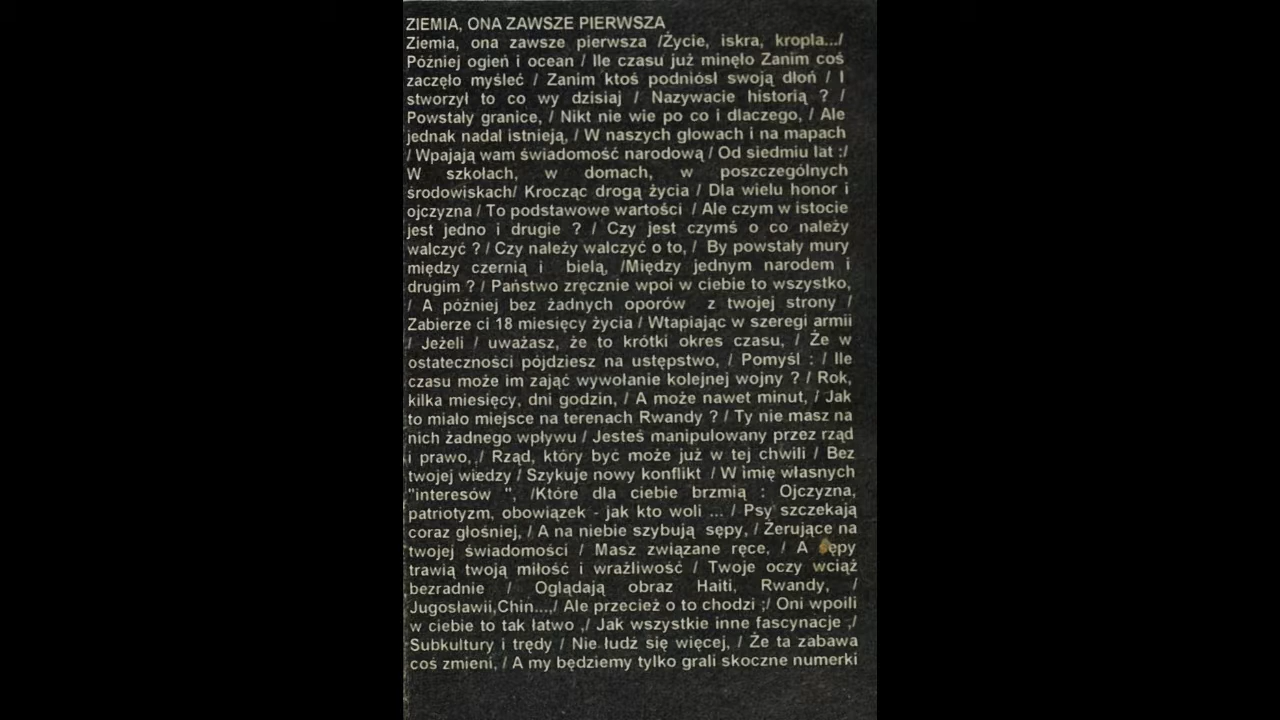 ZIEMIA, ONA ZAWSZE PIERWSZA
Ziemia, ona zawsze pierwsza /Życie, iskra, kropla.../
Później ogień i ocean / Ile czasu już minęło Zanim coś
zaczęło myśleć / Zanim ktoś podniósł swoją dłoń / I
stworzył to co wy dzisiaj / Nazywacie historią ? /
Powstały granice, / Nikt nie wie po co i dlaczego, / Ale
jednak nadal istnieją, / W naszych głowach i na mapach
/ Wpajają wam świadomość narodową / Od siedmiu lat :/
W szkołach, w domach, w poszczególnych
środowiskach/ Krocząc drogą życia / Dla wielu honor i
ojczyzna / To podstawowe wartości / Ale czym w istocie
jest jedno i drugie ? / Czy jest czymś o co należy
walczyć ? / Czy należy walczyć o to, / By powstały mury
między czernią i bielą, /Między jednym narodem i
drugim ? / Państwo zręcznie wpoi w ciebie to wszystko,
/ A później bez żadnych oporów z twojej strony /
Zabierze ci 18 miesięcy życia / Wtapiając w szeregi armii
/ Jeżeli / uważasz, że to krótki okres czasu, / Że w
ostateczności pójdziesz na ustępstwo, / Pomyśl : / Ile
czasu może im zająć wywołanie kolejnej wojny ? / Rok,
kilka miesięcy, dni godzin, / A może nawet minut, / Jak
to miało miejsce na terenach Rwandy ? / Ty nie masz na
nich żadnego wpływu / Jesteś manipulowany przez rząd
i prawo, / Rząd, który być może już w tej chwili / Bez
twojej wiedzy / Szykuje nowy konflikt / W imię własnych
"interesów ", /Które dla ciebie brzmią : Ojczyzna,
patriotyzm, obowiązek - jak kto woli ... / Psy szczekają
coraz głośniej, / A na niebie szybują sępy, / Żerujące na
twojej świadomości / Masz związane ręce, / A sępy
trawią twoją miłość i wrażliwość / Twoje oczy wciąż
bezradnie / Oglądają obraz Haiti, Rwandy, /
Jugosławii,Chin...,/ Ale przecież o to chodzi ;/ Oni wpoili
w ciebie to tak łatwo ,/ Jak wszystkie inne fascynacje ,/
Subkultury i trędy / Nie łudź się więcej, / Że ta zabawa
coś zmieni, / A my będziemy tylko grali skoczne numerki